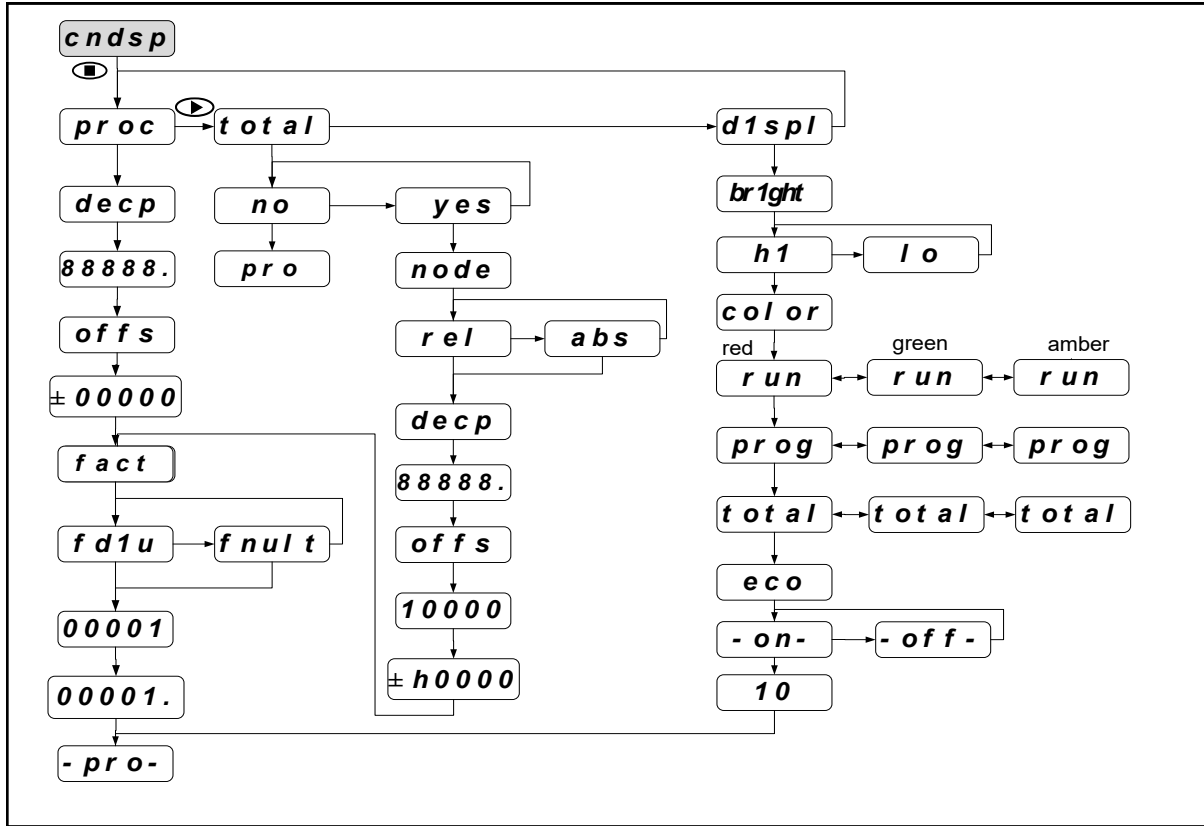 cndsp
proc total d1spl
decp no yes br1ght
88888. pro node h1 lo
offs rel abs color
red green amber
±00000 run run run
fact decp prog prog prog
fd1u fnult 88888. total total total
offs
00001 10000 eco
00001. ±h0000 -on- -off-
10
-pro-